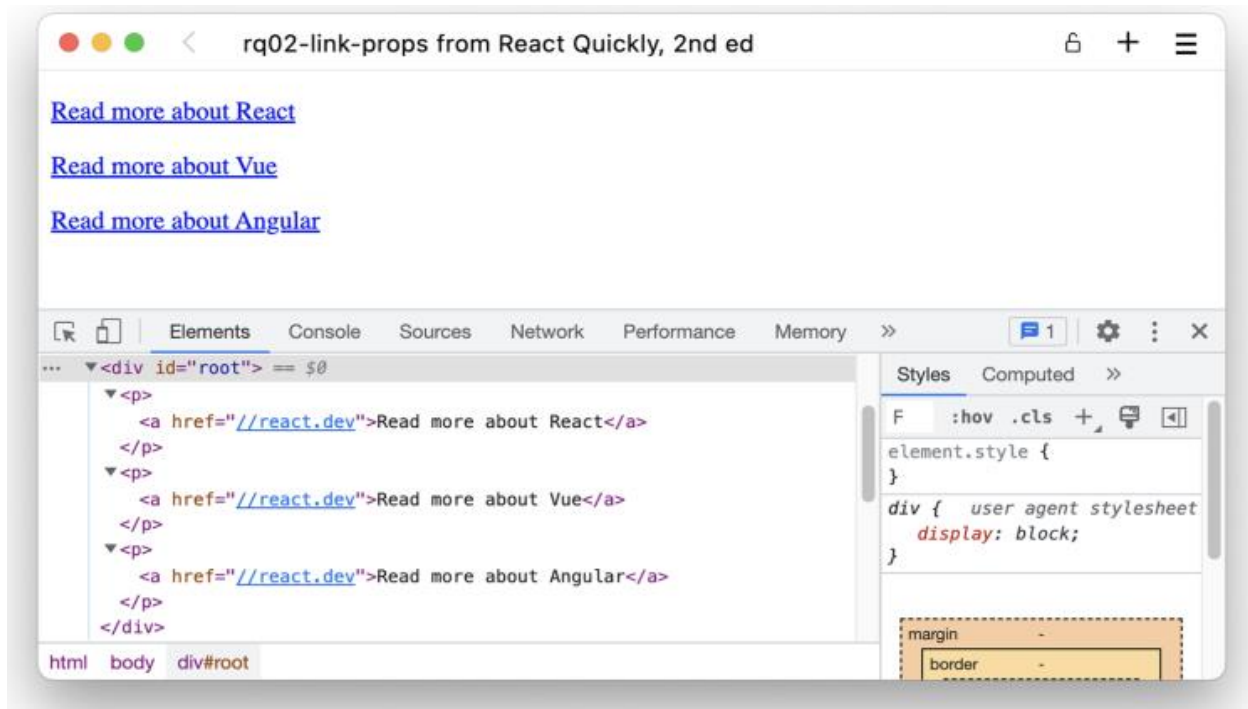 rq02-link-props from React Quickly, 2nd ed
Read more about React
Read more about Vue
Read more about Angular
Elements Console Sources Network Performance Memory » 1
... ▼<div id="root"> == $0
▼<p>
<a href="//react.dev">Read more about React</a>
</p>
▼<p>
<a href="//react.dev">Read more about Vue</a>
</p>
▼<p>
<a href="//react.dev">Read more about Angular</a>
</p>
</div>
html body div#root
Styles Computed »
F :hov .cls +
element.style {
}
div { user agent stylesheet
display: block;
}
margin -
border -